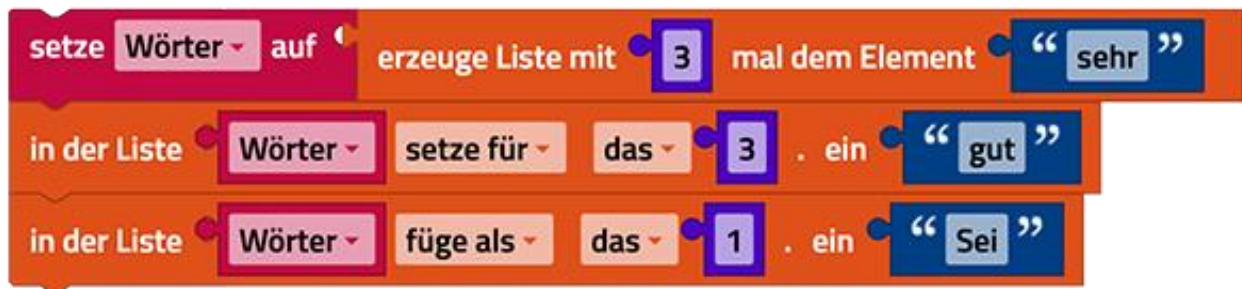 setze Wörter auf erzeuge Liste mit 3 mal dem Element “ sehr ”
in der Liste Wörter setze für das 3 . ein “ gut ”
in der Liste Wörter füge als das 1 . ein “ Sei ”